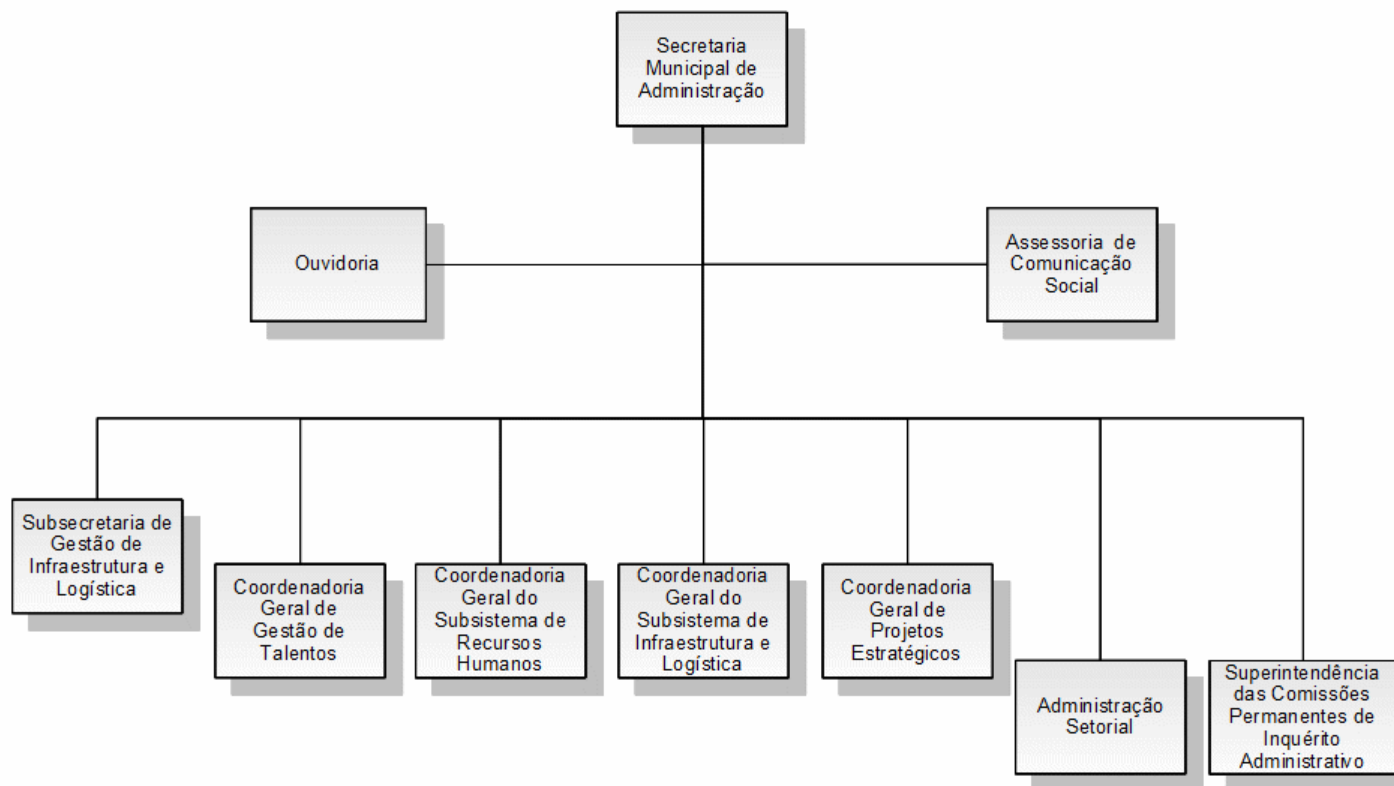 Secretaria
Municipal de
Administração
Ouvidoria
Assessoria de
Comunicação
Social
Subsecretaria de
Gestão de
Infraestrutura e
Logística
Coordenadoria
Geral de
Gestão de
Talentos
Coordenadoria
Geral do
Subsistema de
Recursos
Humanos
Coordenadoria
Geral do
Subsistema de
Infraestrutura e
Logística
Coordenadoria
Geral de
Projetos
Estratégicos
Administração
Setorial
Superintendência
das Comissões
Permanentes de
Inquérito
Administrativo